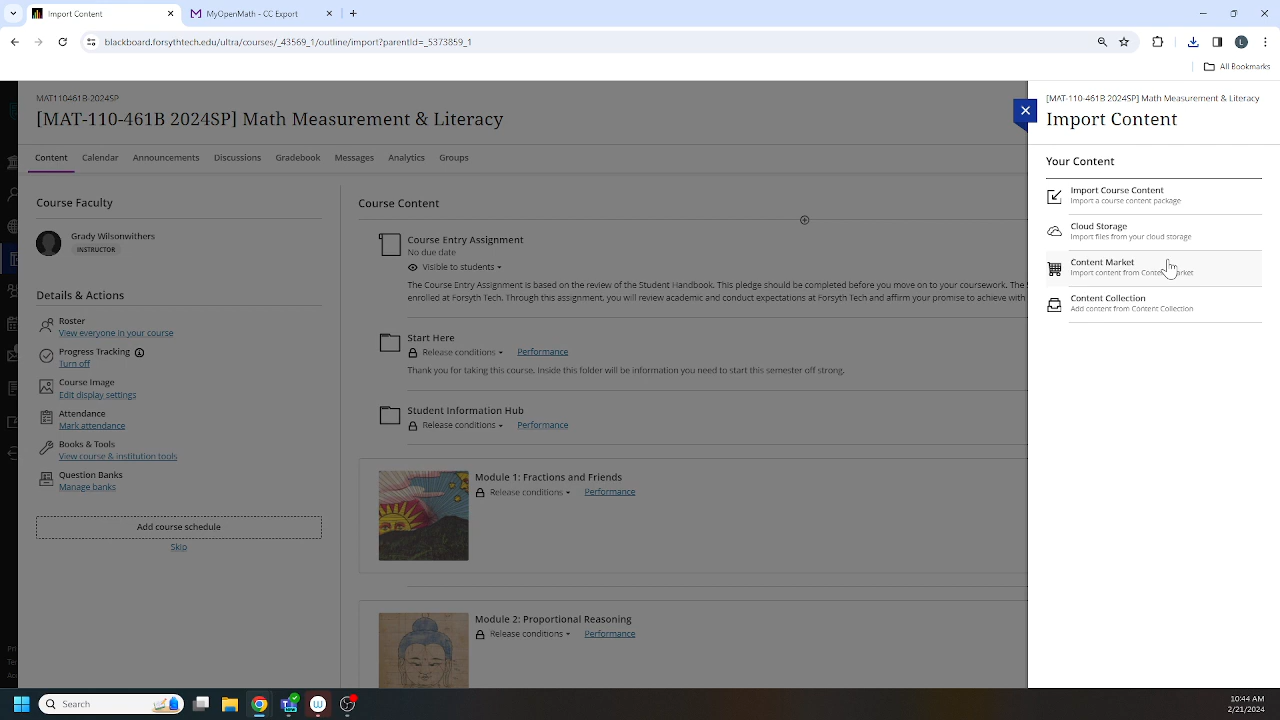 Import Content
MyOpenMath - CC Export
blackboard.forsythtech.edu/ultra/courses/_43569_1/outline/import?parentId=_5373859_1
L
All Bookmarks
MAT110461B-2024SP
[MAT-110-461B 2024SP] Math Measurement & Literacy
Content
Calendar
Announcements
Discussions
Gradebook
Messages
Analytics
Groups
Course Faculty
Grady Wilsonwithers
INSTRUCTOR
Details & Actions
Roster
View everyone in your course
Progress Tracking
Turn off
Course Image
Edit display settings
Attendance
Mark attendance
Books & Tools
View course & institution tools
Question Banks
Manage banks
Add course schedule
Skip
Course Content
Course Entry Assignment
No due date
Visible to students
The Course Entry Assignment is based on the review of the Student Handbook. This pledge should be completed before you move on to your coursework. The
enrolled at Forsyth Tech. Through this assignment, you will review academic and conduct expectations at Forsyth Tech and affirm your promise to achieve with
Start Here
Release conditions Performance
Thank you for taking this course. Inside this folder will be information you need to start this semester off strong.
Student Information Hub
Release conditions Performance
Module 1: Fractions and Friends
Release conditions Performance
Module 2: Proportional Reasoning
Release conditions Performance
[MAT-110-461B 2024SP] Math Measurement & Literacy
Import Content
Your Content
Import Course Content
Import a course content package
Cloud Storage
Import files from your cloud storage
Content Market
Import content from Content Market
Content Collection
Add content from Content Collection
Search
10:44 AM
2/21/2024